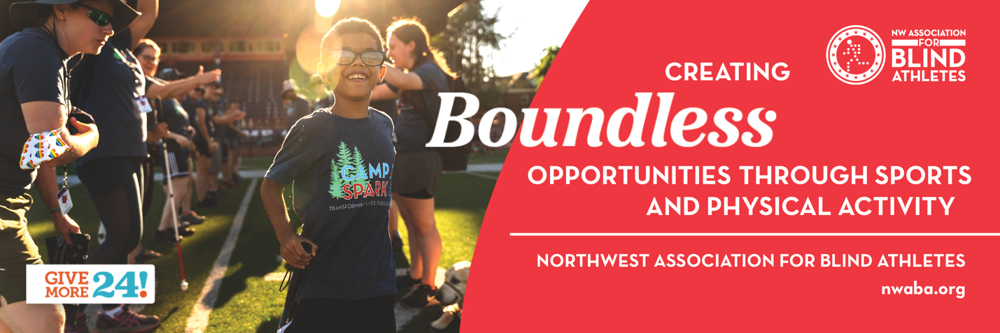 CAMP
SPARK
TRANSFORMING LIVES THROUGH
GIVE
MORE 24!
CREATING
Boundless
OPPORTUNITIES THROUGH SPORTS
AND PHYSICAL ACTIVITY
NW ASSOCIATION
FOR
BLIND
ATHLETES
NORTHWEST ASSOCIATION FOR BLIND ATHLETES
nwaba.org